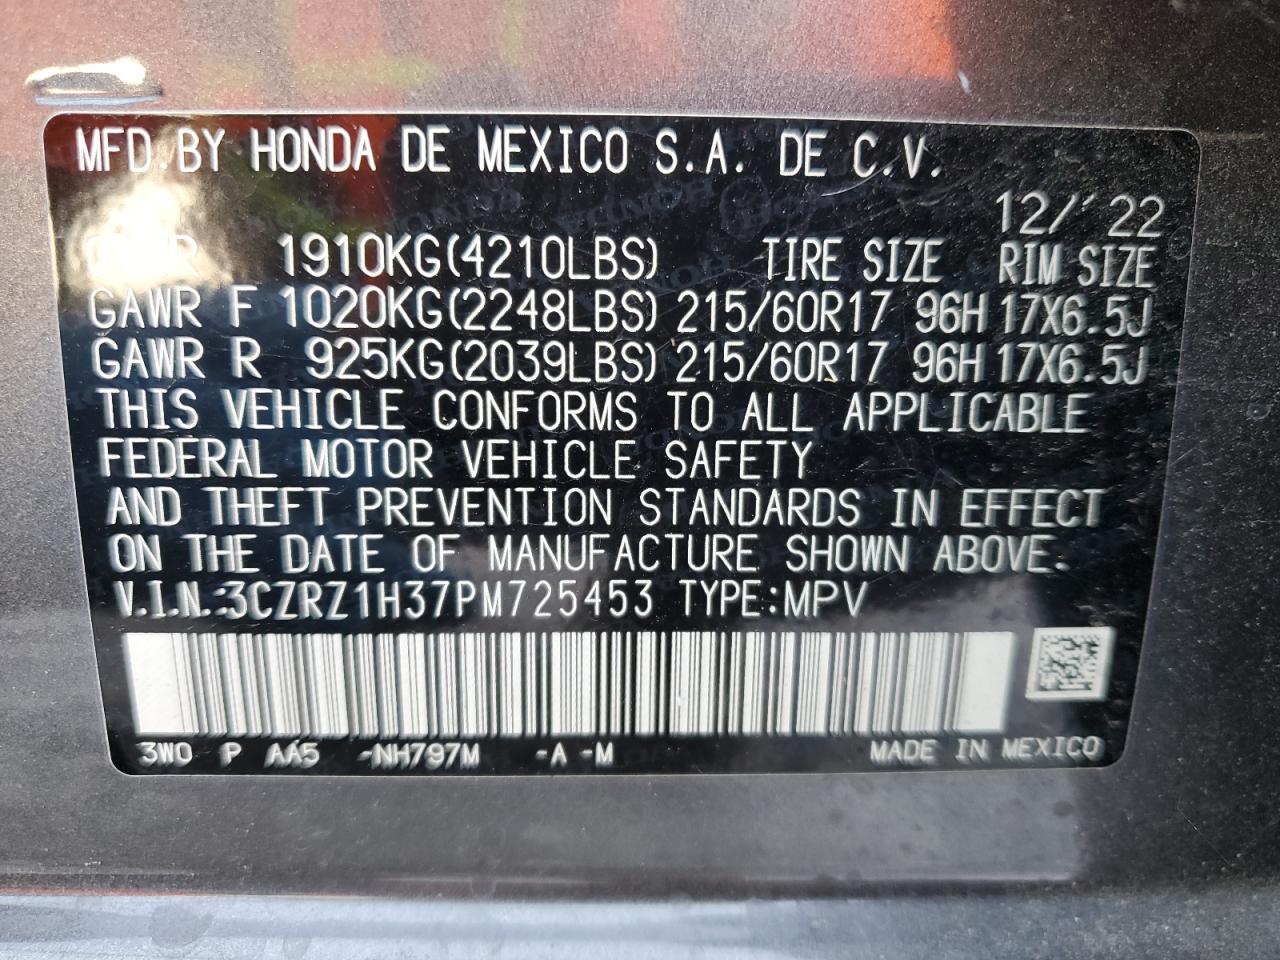 MFD.BY HONDA DE MEXICO S.A. DE C.V.
12/'22
1910KG(4210LBS) TIRE SIZE RIM SIZE
GAWR F 1020KG(2248LBS) 215/60R17 96H 17X6.5J
GAWR R 925KG(2039LBS) 215/60R17 96H 17X6.5J
THIS VEHICLE CONFORMS TO ALL APPLICABLE
FEDERAL MOTOR VEHICLE SAFETY
AND THEFT PREVENTION STANDARDS IN EFFECT
ON THE DATE OF MANUFACTURE SHOWN ABOVE.
V.I.N.:3CZRZ1H37PM725453 TYPE:MPV
3W0 P AA5 -NH797M -A -M MADE IN MEXICO